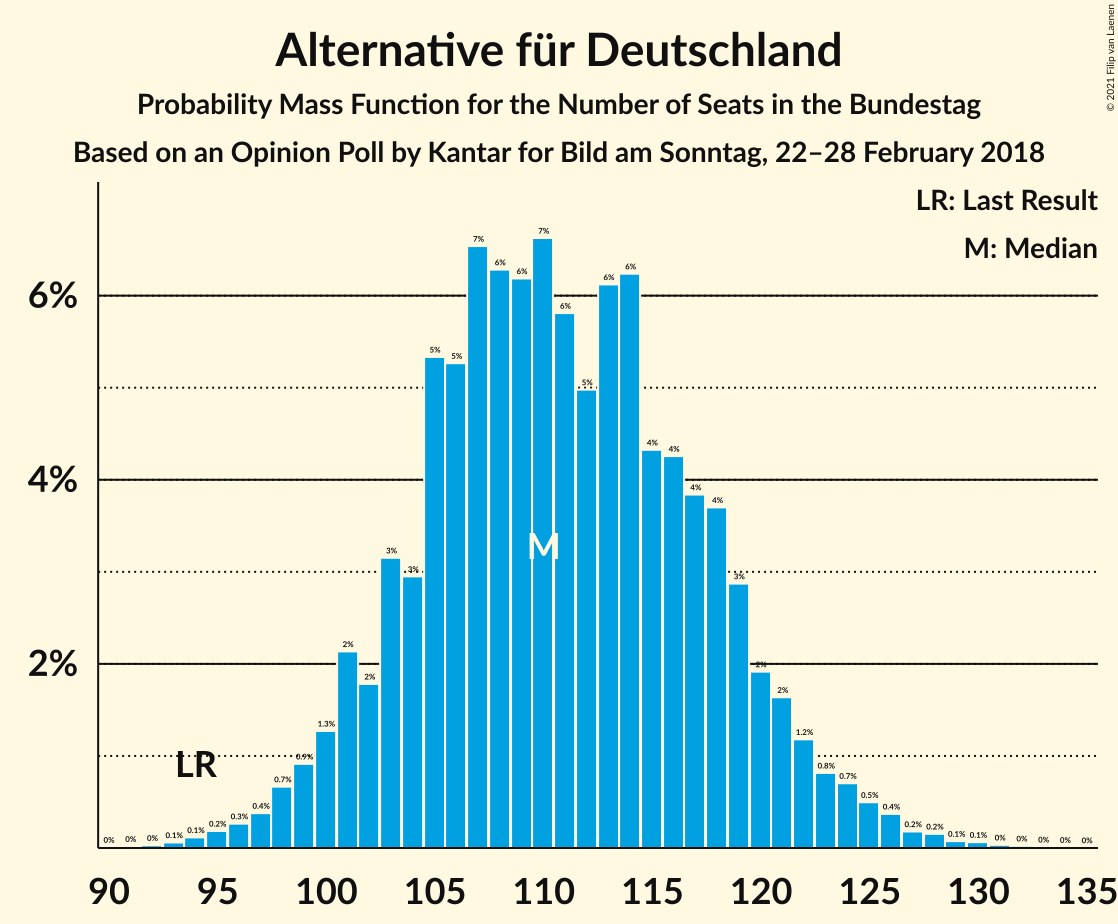 Alternative für Deutschland
Probability Mass Function for the Number of Seats in the Bundestag
Based on an Opinion Poll by Kantar for Bild am Sonntag, 22–28 February 2018
© 2021 Filip van Laenen
LR: Last Result
M: Median
6%
4%
2%
0% 0% 0% 0.1% 0.1% 0.2% 0.3% 0.4% 0.7% 0.9% 1.3% 2% 2% 3% 3% 5% 5% 7% 6% 6% 7% 6% 5% 6% 6% 4% 4% 4% 4% 3% 2% 2% 1.2% 0.8% 0.7% 0.5% 0.4% 0.2% 0.2% 0.1% 0.1% 0% 0% 0% 0% 0%
M
LR
90 95 100 105 110 115 120 125 130 135